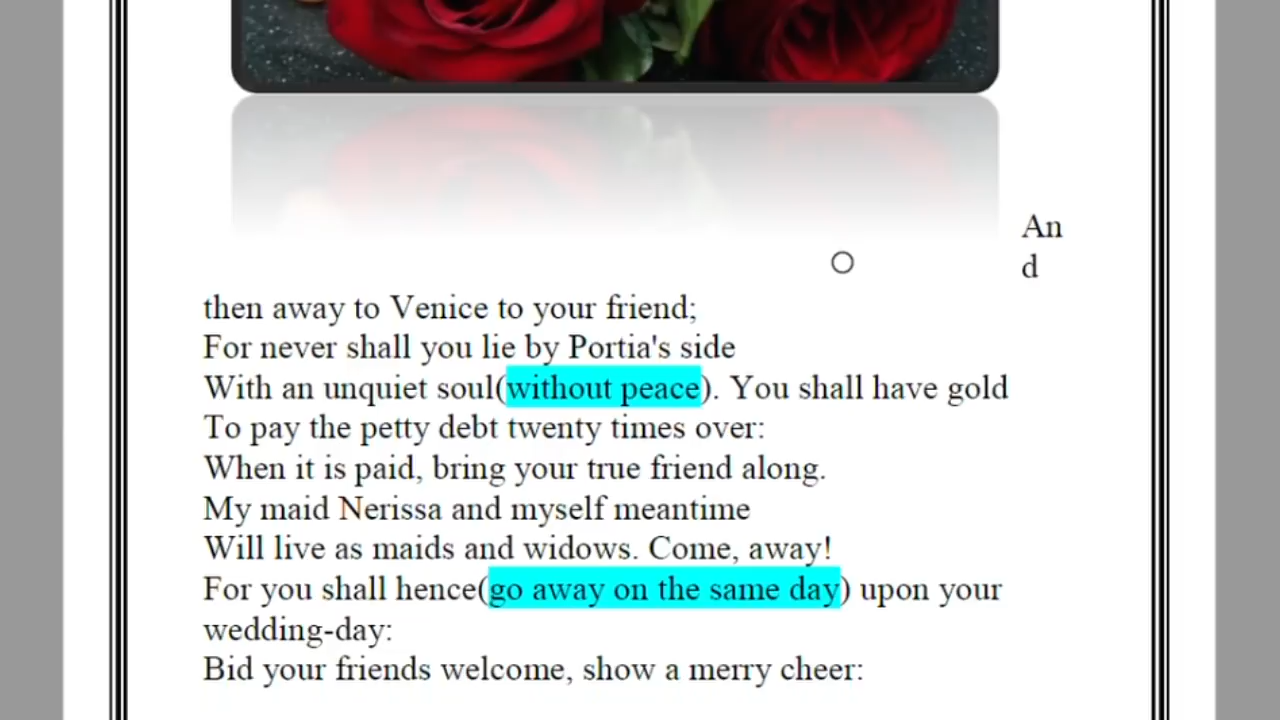 An
d
then away to Venice to your friend;
For never shall you lie by Portia's side
With an unquiet soul(without peace). You shall have gold
To pay the petty debt twenty times over:
When it is paid, bring your true friend along.
My maid Nerissa and myself meantime
Will live as maids and widows. Come, away!
For you shall hence(go away on the same day) upon your
wedding-day:
Bid your friends welcome, show a merry cheer: